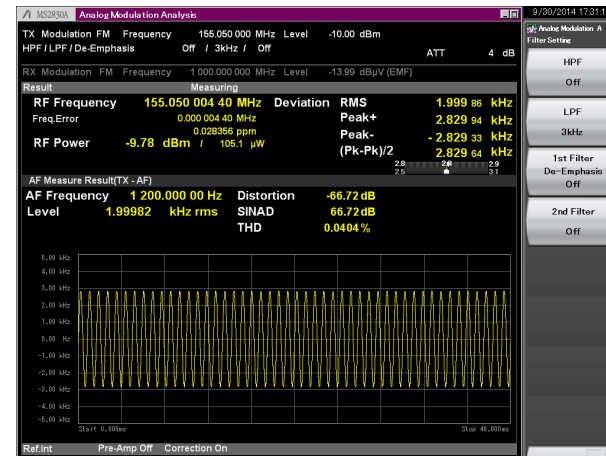 MS2830A Analog Modulation Analysis
9/30/2014 17:31:1
TX Modulation FM Frequency 155.050 000 MHz Level -10.00 dBm
HPF / LPF / De-Emphasis Off / 3kHz / Off
ATT 4 dB
RX Modulation FM Frequency 1 000.000 000 MHz Level -13.99 dBµV (EMF)
Result Measuring
RF Frequency 155.050 004 40 MHz Deviation RMS 1.999 86 kHz
Freq.Error 0.000 004 40 MHz Peak+ 2.829 94 kHz
0.028356 ppm Peak- - 2.829 33 kHz
RF Power -9.78 dBm / 105.1 µW (Pk-Pk)/2 2.829 64 kHz
2.8 2.9
2.5 3.1
AF Measure Result(TX - AF)
AF Frequency 1 200.000 00 Hz Distortion -66.72 dB
Level 1.99982 kHz rms SINAD 66.72 dB
THD 0.0404 %
5.00 kHz
4.00 kHz
3.00 kHz
2.00 kHz
1.00 kHz
0.00 Hz
-1.00 kHz
-2.00 kHz
-3.00 kHz
-4.00 kHz
-5.00 kHz
Start 0.000ms Stop 40.000ms
Ref.Int Pre-Amp Off Correction On
Analog Modulation A
Filter Setting
HPF
Off
LPF
3kHz
1st Filter
De-Emphasis
Off
2nd Filter
Off